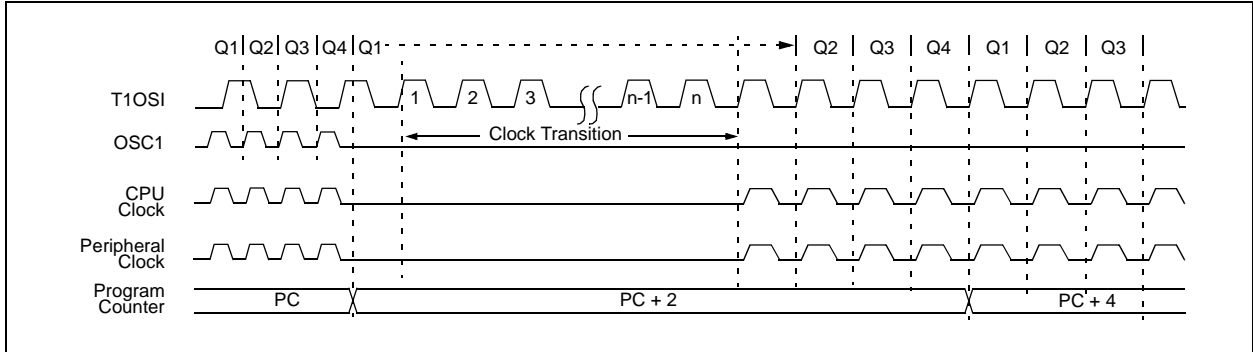 Q1 Q2 Q3 Q4 Q1 Q2 Q3 Q4 Q1 Q2 Q3
T1OSI 1 2 3 n-1 n
Clock Transition
OSC1
CPU
Clock
Peripheral
Clock
Program
Counter
PC PC + 2 PC + 4